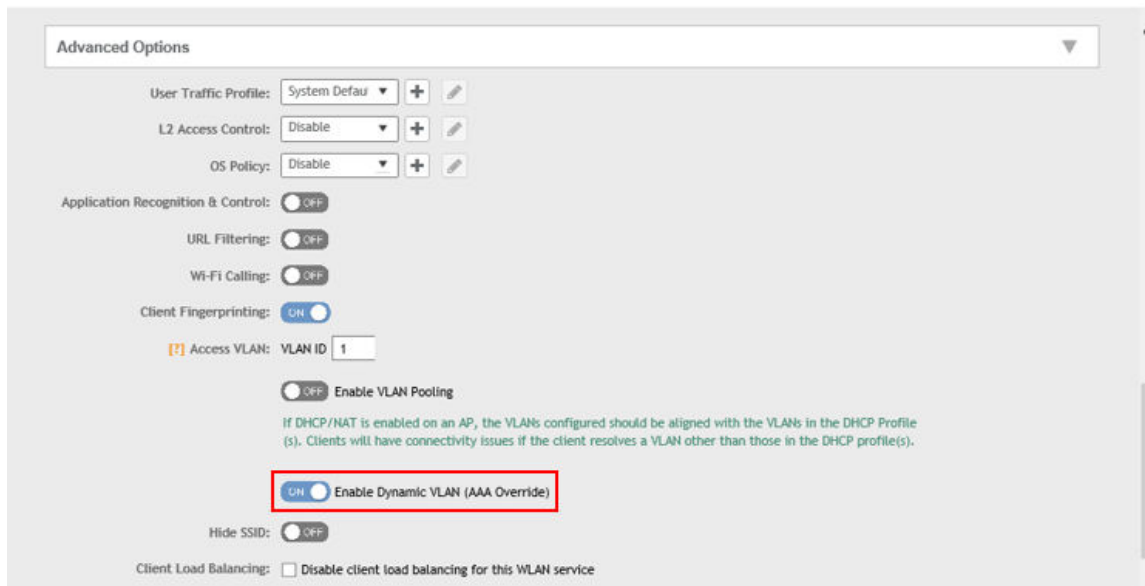 Advanced Options
User Traffic Profile: System Defau
L2 Access Control: Disable
OS Policy: Disable
Application Recognition & Control: OFF
URL Filtering: OFF
Wi-Fi Calling: OFF
Client Fingerprinting: ON
[?] Access VLAN: VLAN ID 1
OFF Enable VLAN Pooling
If DHCP/NAT is enabled on an AP, the VLANs configured should be aligned with the VLANs in the DHCP Profile
(s). Clients will have connectivity issues if the client resolves a VLAN other than those in the DHCP profile(s).
ON Enable Dynamic VLAN (AAA Override)
Hide SSID: OFF
Client Load Balancing: Disable client load balancing for this WLAN service